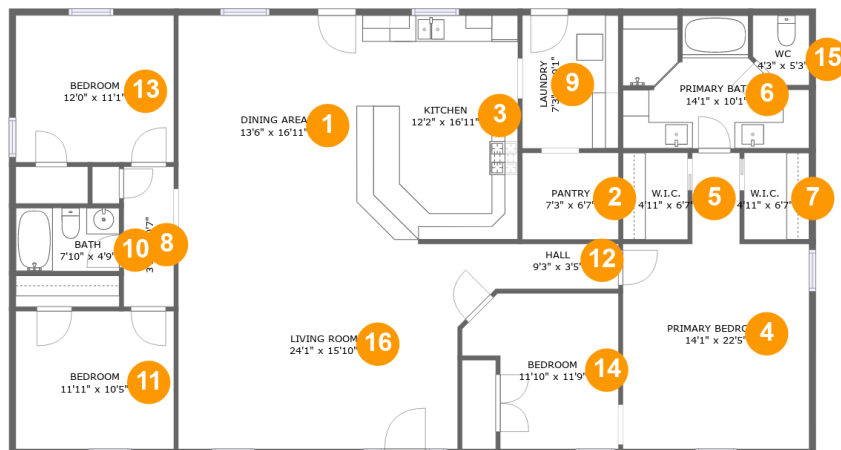 BEDROOM
12'0" x 11'1"
13
DINING AREA
13'6" x 16'11"
1
KITCHEN
12'2" x 16'11"
3
LAUNDRY
9
WC
4'3" x 5'3"
15
PRIMARY
14'1" x 10'1"
6
PANTRY
7'3" x 6'7"
2
W.I.C.
4'11" x 6'7"
5
W.I.C.
4'11" x 6'7"
7
BATH
7'10" x 4'9"
10
8
HALL
9'3" x 3'5"
12
PRIMARY
14'1" x 22'5"
4
LIVING ROOM
24'1" x 15'10"
16
BEDROOM
11'10" x 11'9"
14
BEDROOM
11'11" x 10'5"
11